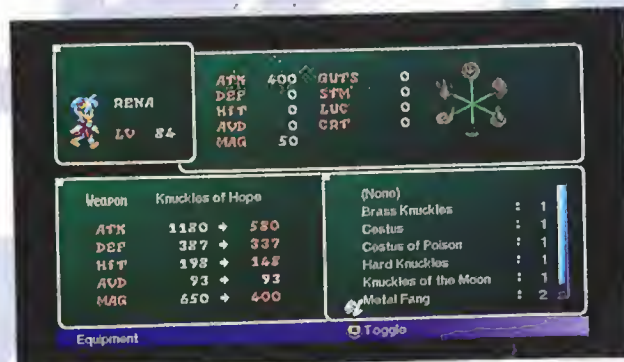 RENA
LV 84
ATK 400 GUTS 0
DEF 0 STM 0
HIT 0 LUC 0
AVD 0 CRT 0
MAG 50
Weapon Knuckles of Hope
ATK 1180 → 580
DEF 387 → 337
HIT 198 → 148
AVD 93 → 93
MAG 650 → 400
(None)
Brass Knuckles : 1
Cestus : 1
Cestus of Poison : 1
Hard Knuckles : 1
Knuckles of the Moon : 1
Metal Fang : 2
Equipment
Toggle